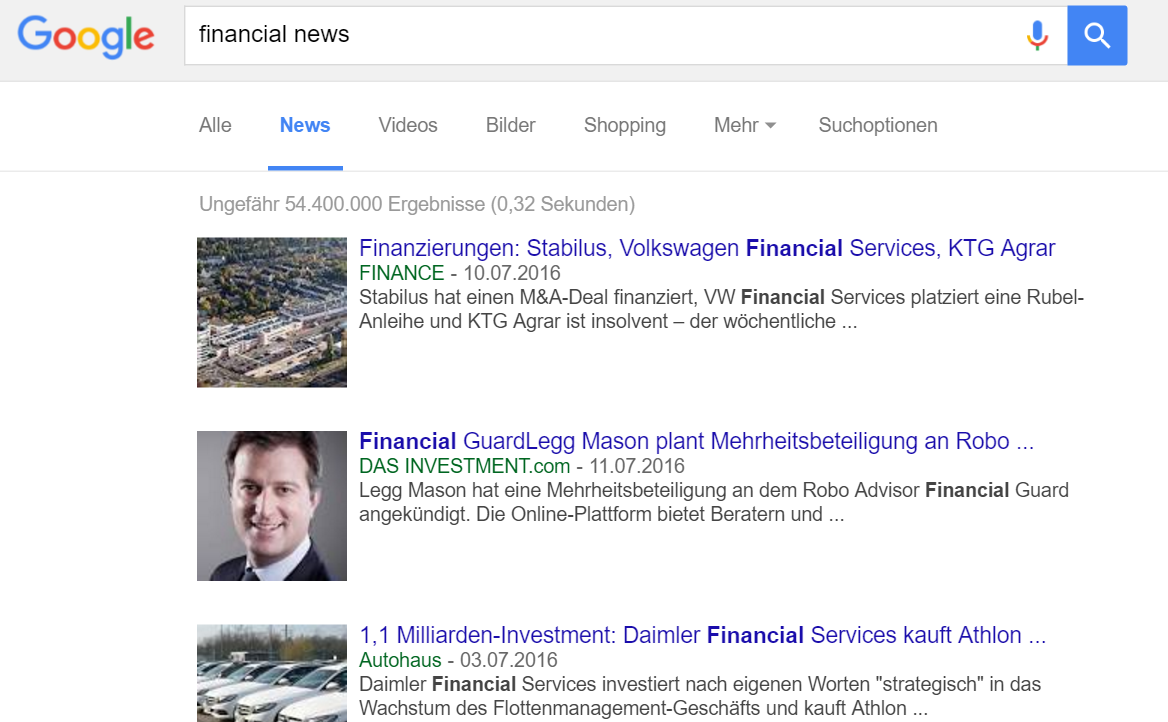 Google
financial news
Alle News Videos Bilder Shopping Mehr Suchoptionen
Ungefähr 54.400.000 Ergebnisse (0,32 Sekunden)
Finanzierungen: Stabilus, Volkswagen Financial Services, KTG Agrar
FINANCE - 10.07.2016
Stabilus hat einen M&A-Deal finanziert, VW Financial Services platziert eine Rubel-
Anleihe und KTG Agrar ist insolvent – der wöchentliche ...
Financial GuardLegg Mason plant Mehrheitsbeteiligung an Robo ...
DAS INVESTMENT.com - 11.07.2016
Legg Mason hat eine Mehrheitsbeteiligung an dem Robo Advisor Financial Guard
angekündigt. Die Online-Plattform bietet Beratern und ...
1,1 Milliarden-Investment: Daimler Financial Services kauft Athlon ...
Autohaus - 03.07.2016
Daimler Financial Services investiert nach eigenen Worten "strategisch" in das
Wachstum des Flottenmanagement-Geschäfts und kauft Athlon ...